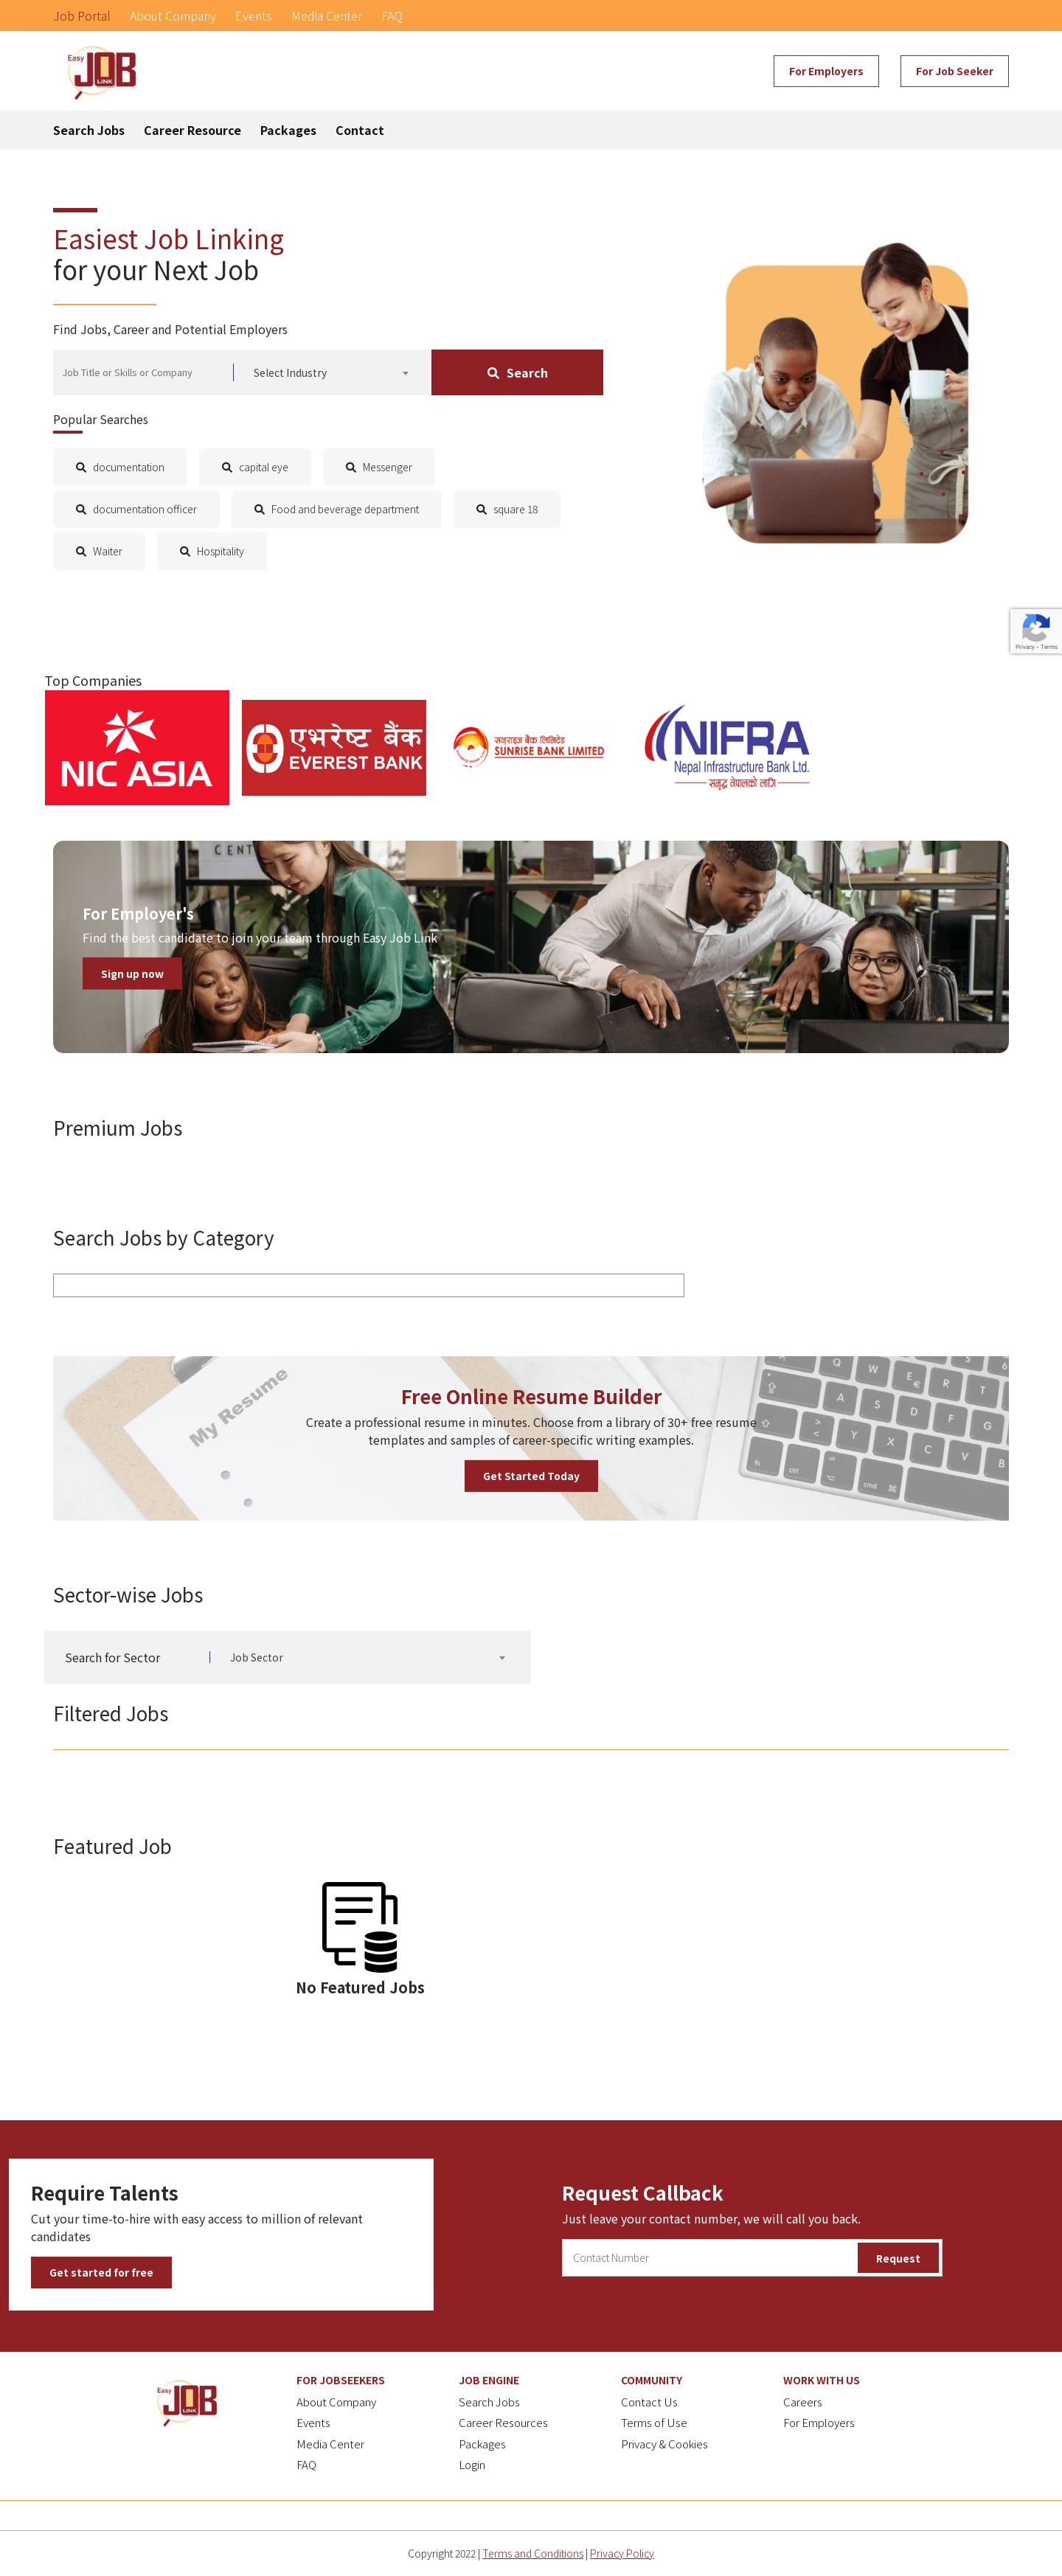 Job Portal About Company Events Media Center FAQ
Easy JOB LINK
For Employers For Job Seeker
Search Jobs Career Resource Packages Contact
Easiest Job Linking
for your Next Job
Find Jobs, Career and Potential Employers
Job Title or Skills or Company Select Industry Search
Popular Searches
documentation capital eye Messenger
documentation officer Food and beverage department square 18
Waiter Hospitality
Privacy - Terms
Top Companies
NIC ASIA
एभरेष्ट बैंक
EVEREST BANK
सनराइज बैंक लिमिटेड
SUNRISE BANK LIMITED
NIFRA
Nepal Infrastructure Bank Ltd.
समृद्ध नेपालको लागि
CENT
For Employer's
Find the best candidate to join your team through Easy Job Link
Sign up now
Premium Jobs
Search Jobs by Category
My Resume
Free Online Resume Builder
Create a professional resume in minutes. Choose from a library of 30+ free resume
templates and samples of career-specific writing examples.
Get Started Today
Sector-wise Jobs
Search for Sector Job Sector
Filtered Jobs
Featured Job
No Featured Jobs
Require Talents
Cut your time-to-hire with easy access to million of relevant
candidates
Get started for free
Request Callback
Just leave your contact number, we will call you back.
Contact Number Request
Easy JOB LINK
FOR JOBSEEKERS
About Company
Events
Media Center
FAQ
JOB ENGINE
Search Jobs
Career Resources
Packages
Login
COMMUNITY
Contact Us
Terms of Use
Privacy & Cookies
WORK WITH US
Careers
For Employers
Copyright 2022 | Terms and Conditions | Privacy Policy